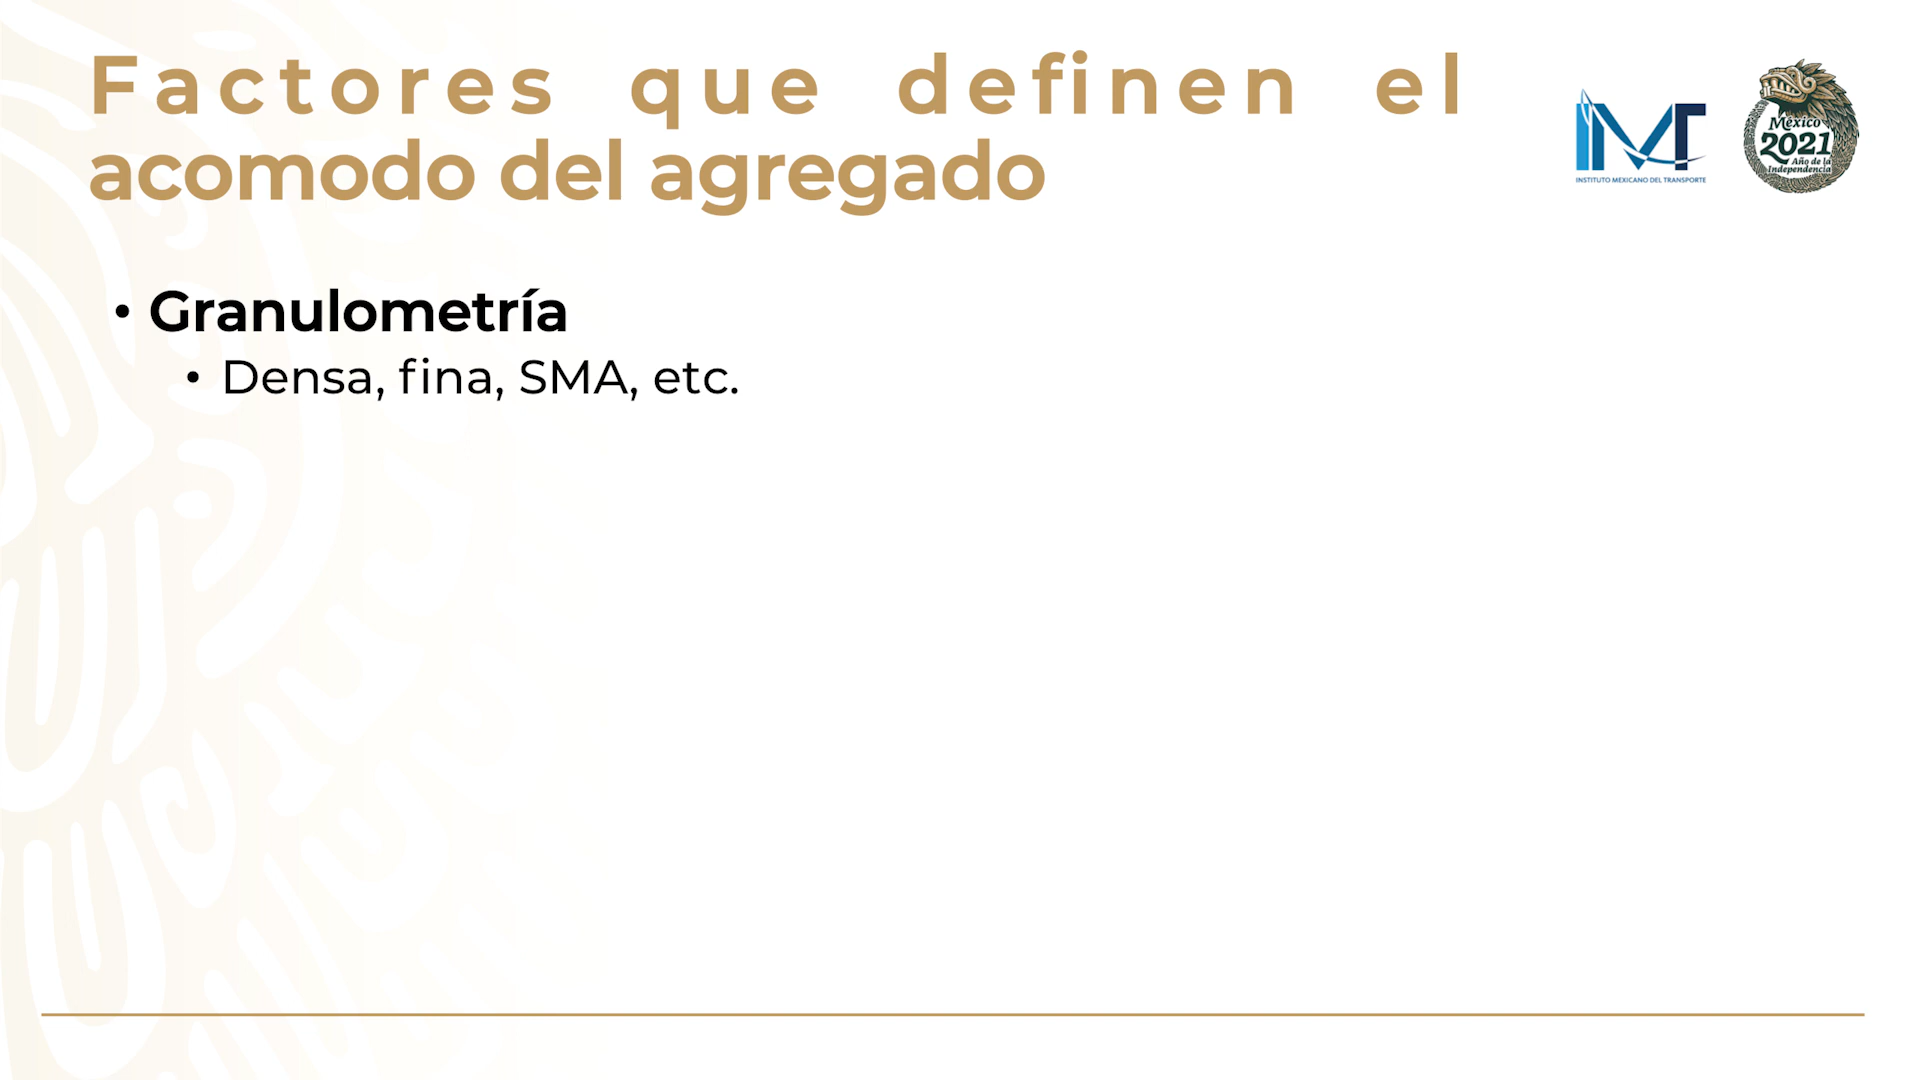 Factores que definen el
acomodo del agregado
INSTITUTO MEXICANO DEL TRANSPORTE
México
2021
Año de la
Independencia
• Granulometría
• Densa, fina, SMA, etc.